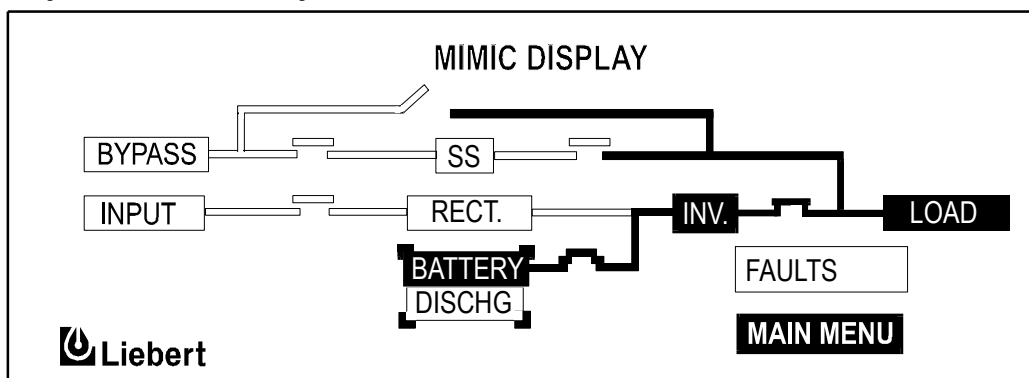 MIMIC DISPLAY
BYPASS
SS
INPUT
RECT.
INV.
LOAD
BATTERY
DISCHG
FAULTS
MAIN MENU
Liebert